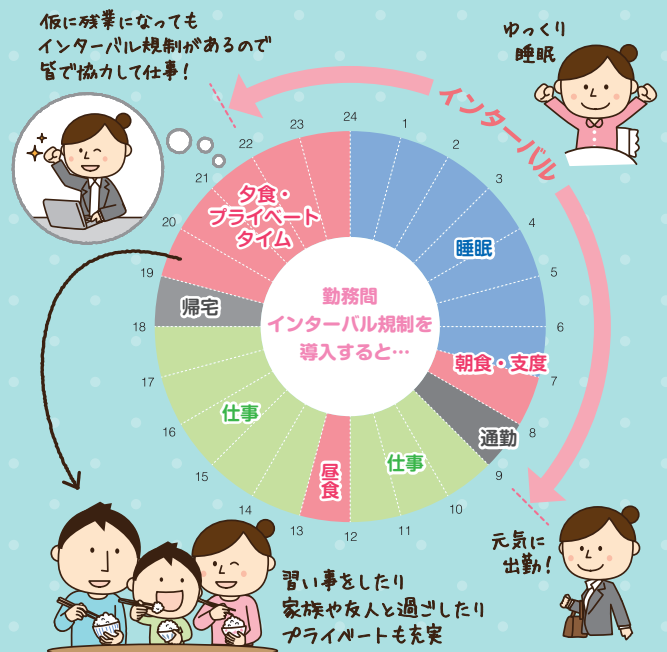 仮に残業になっても
インターバル規制があるので
皆で協力して仕事！
ゆっくり
睡眠
インターバル
24
1
2
3
4
5
6
7
8
9
10
11
12
13
14
15
16
17
18
19
20
21
22
23
夕食・
プライベート
タイム
睡眠
帰宅
勤務間
インターバル規制を
導入すると…
朝食・支度
通勤
仕事
仕事
昼食
元気に
出勤！
習い事をしたり
家族や友人と過ごしたり
プライベートも充実